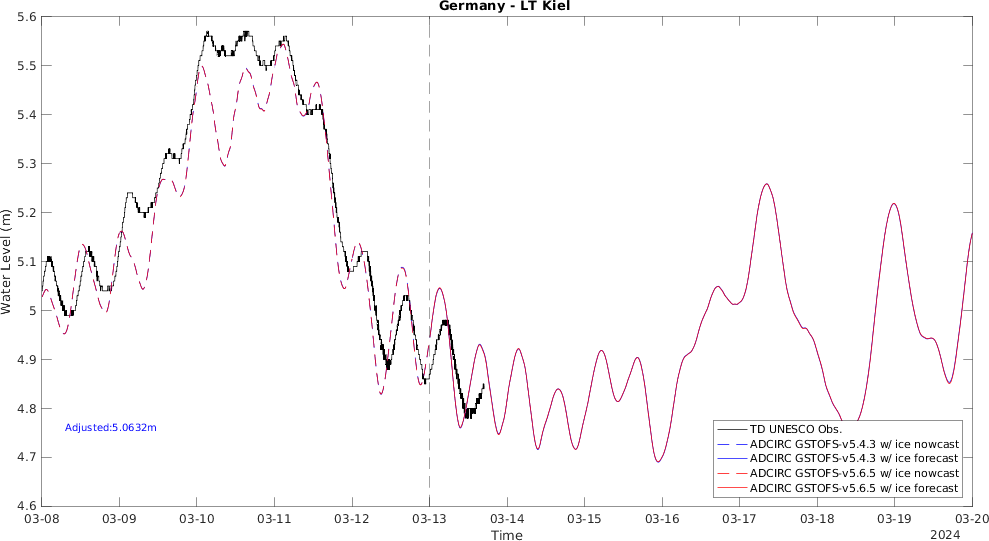 Germany - LT Kiel
5.6
5.5
5.4
5.3
5.2
5.1
5
4.9
4.8
4.7
4.6
Water Level (m)
Adjusted:5.0632m
TD UNESCO Obs.
ADCIRC GSTOFS-v5.4.3 w/ ice nowcast
ADCIRC GSTOFS-v5.4.3 w/ ice forecast
ADCIRC GSTOFS-v5.6.5 w/ ice nowcast
ADCIRC GSTOFS-v5.6.5 w/ ice forecast
03-08 03-09 03-10 03-11 03-12 03-13 03-14 03-15 03-16 03-17 03-18 03-19 03-20
Time
2024